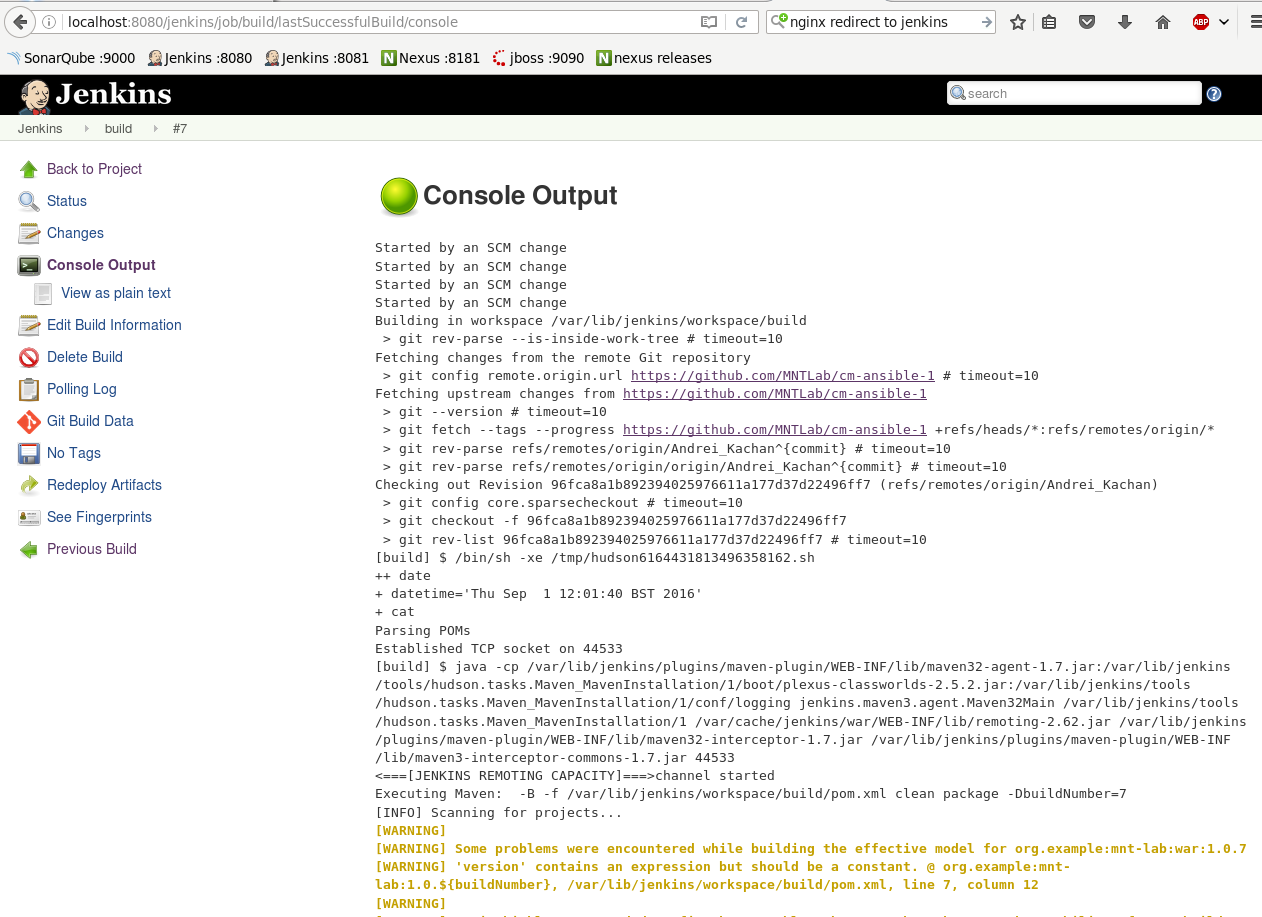 localhost:8080/jenkins/job/build/lastSuccessfulBuild/console
nginx redirect to jenkins
ABP
SonarQube :9000 Jenkins :8080 Jenkins :8081 Nexus :8181 jboss :9090 nexus releases
Jenkins
search
Jenkins build #7
Back to Project
Status
Changes
Console Output
View as plain text
Edit Build Information
Delete Build
Polling Log
Git Build Data
No Tags
Redeploy Artifacts
See Fingerprints
Previous Build
Console Output
Started by an SCM change
Started by an SCM change
Started by an SCM change
Started by an SCM change
Building in workspace /var/lib/jenkins/workspace/build
 > git rev-parse --is-inside-work-tree # timeout=10
Fetching changes from the remote Git repository
 > git config remote.origin.url https://github.com/MNTLab/cm-ansible-1 # timeout=10
Fetching upstream changes from https://github.com/MNTLab/cm-ansible-1
 > git --version # timeout=10
 > git fetch --tags --progress https://github.com/MNTLab/cm-ansible-1 +refs/heads/*:refs/remotes/origin/*
 > git rev-parse refs/remotes/origin/Andrei_Kachan^{commit} # timeout=10
 > git rev-parse refs/remotes/origin/origin/Andrei_Kachan^{commit} # timeout=10
Checking out Revision 96fca8a1b892394025976611a177d37d22496ff7 (refs/remotes/origin/Andrei_Kachan)
 > git config core.sparsecheckout # timeout=10
 > git checkout -f 96fca8a1b892394025976611a177d37d22496ff7
 > git rev-list 96fca8a1b892394025976611a177d37d22496ff7 # timeout=10
[build] $ /bin/sh -xe /tmp/hudson6164431813496358162.sh
++ date
+ datetime='Thu Sep  1 12:01:40 BST 2016'
+ cat
Parsing POMs
Established TCP socket on 44533
[build] $ java -cp /var/lib/jenkins/plugins/maven-plugin/WEB-INF/lib/maven32-agent-1.7.jar:/var/lib/jenkins
/tools/hudson.tasks.Maven_MavenInstallation/1/boot/plexus-classworlds-2.5.2.jar:/var/lib/jenkins/tools
/hudson.tasks.Maven_MavenInstallation/1/conf/logging jenkins.maven3.agent.Maven32Main /var/lib/jenkins/tools
/hudson.tasks.Maven_MavenInstallation/1 /var/cache/jenkins/war/WEB-INF/lib/remoting-2.62.jar /var/lib/jenkins
/plugins/maven-plugin/WEB-INF/lib/maven32-interceptor-1.7.jar /var/lib/jenkins/plugins/maven-plugin/WEB-INF
/lib/maven3-interceptor-commons-1.7.jar 44533
<===[JENKINS REMOTING CAPACITY]===>channel started
Executing Maven:  -B -f /var/lib/jenkins/workspace/build/pom.xml clean package -DbuildNumber=7
[INFO] Scanning for projects...
[WARNING]
[WARNING] Some problems were encountered while building the effective model for org.example:mnt-lab:war:1.0.7
[WARNING] 'version' contains an expression but should be a constant. @ org.example:mnt-
lab:1.0.${buildNumber}, /var/lib/jenkins/workspace/build/pom.xml, line 7, column 12
[WARNING]